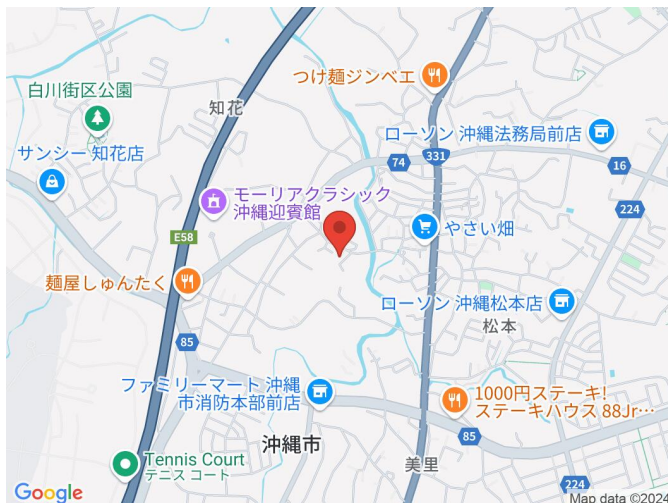 つけ麺ジンベエ
白川街区公園
知花
ローソン 沖縄法務局前店
サンシー 知花店
74
331
16
モーリアクラシック
沖縄迎賓館
224
E58
やさい畑
麺屋しゅんたく
ローソン 沖縄松本店
松本
85
ファミリーマート 沖縄
市消防本部前店
1000円ステーキ!
ステーキハウス 88Jr…
沖縄市
85
Tennis Court
テニス コート
美里
224
Google
Map data ©2024